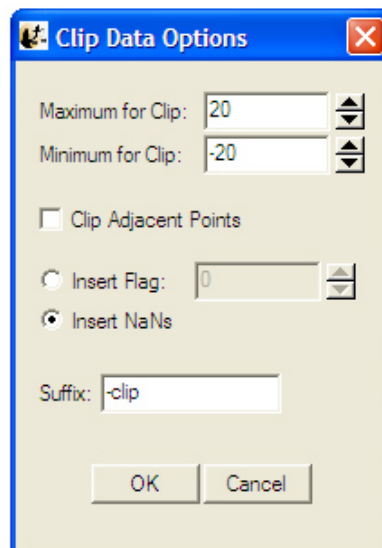 Clip Data Options
Maximum for Clip: 20
Minimum for Clip: -20
Clip Adjacent Points
Insert Flag: 0
Insert NaNs
Suffix: -clip
OK Cancel